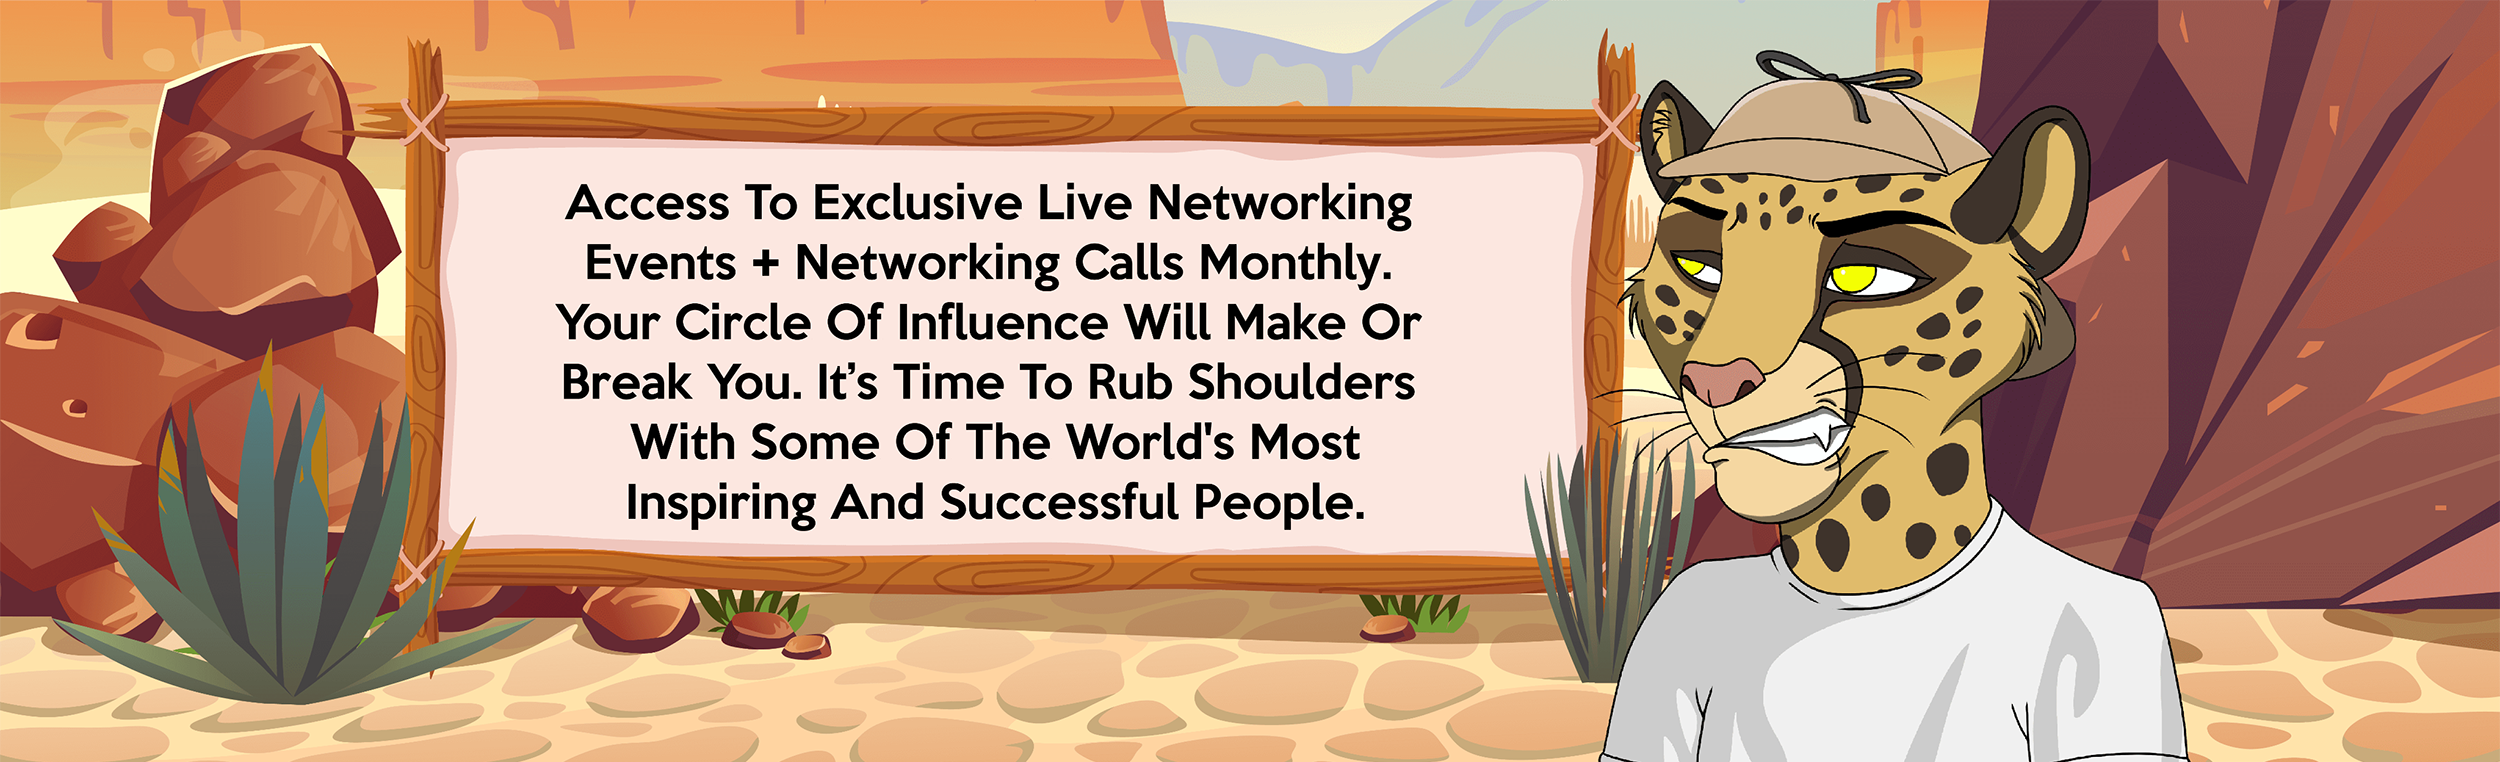 Access To Exclusive Live Networking
Events + Networking Calls Monthly.
Your Circle Of Influence Will Make Or
Break You. It’s Time To Rub Shoulders
With Some Of The World's Most
Inspiring And Successful People.